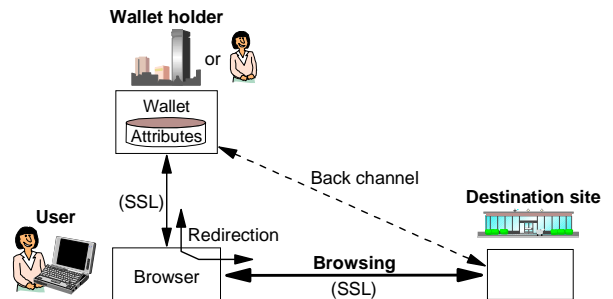 Wallet holder
or
Wallet
Attributes
Back channel
(SSL)
Destination site
User
Redirection
Browser
Browsing
(SSL)